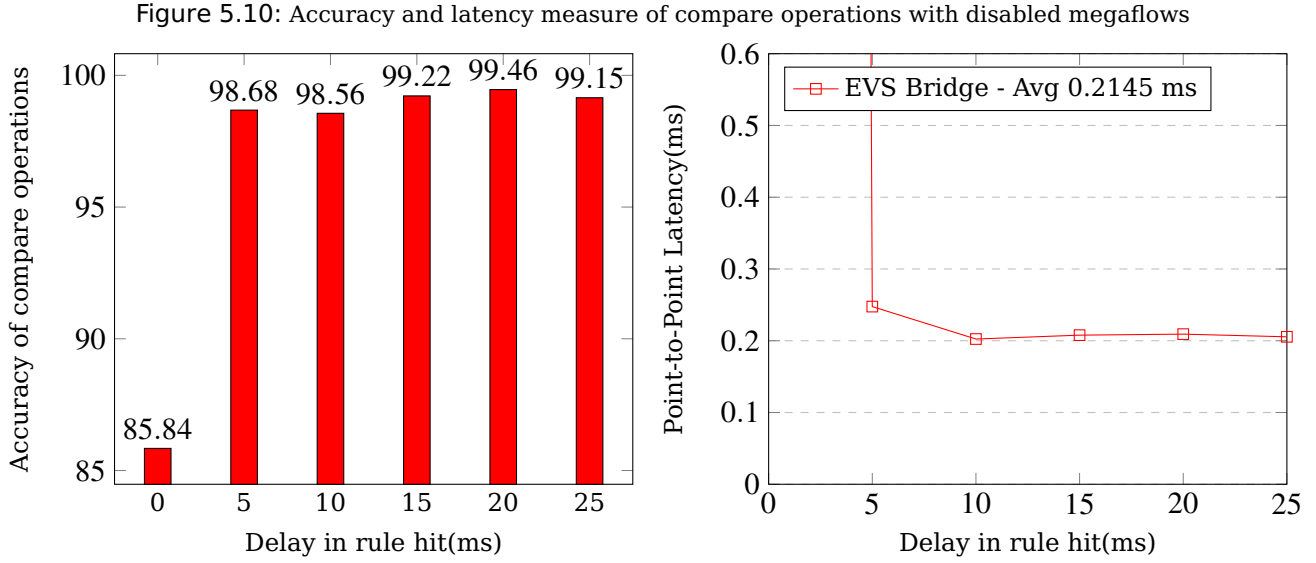 Figure 5.10: Accuracy and latency measure of compare operations with disabled megaflows
Accuracy of compare operations
100
95
90
85
85.84
98.68
98.56
99.22
99.46
99.15
0 5 10 15 20 25
Delay in rule hit(ms)
Point-to-Point Latency(ms)
0.6
0.5
0.4
0.3
0.2
0.1
0
EVS Bridge - Avg 0.2145 ms
0 5 10 15 20 25
Delay in rule hit(ms)